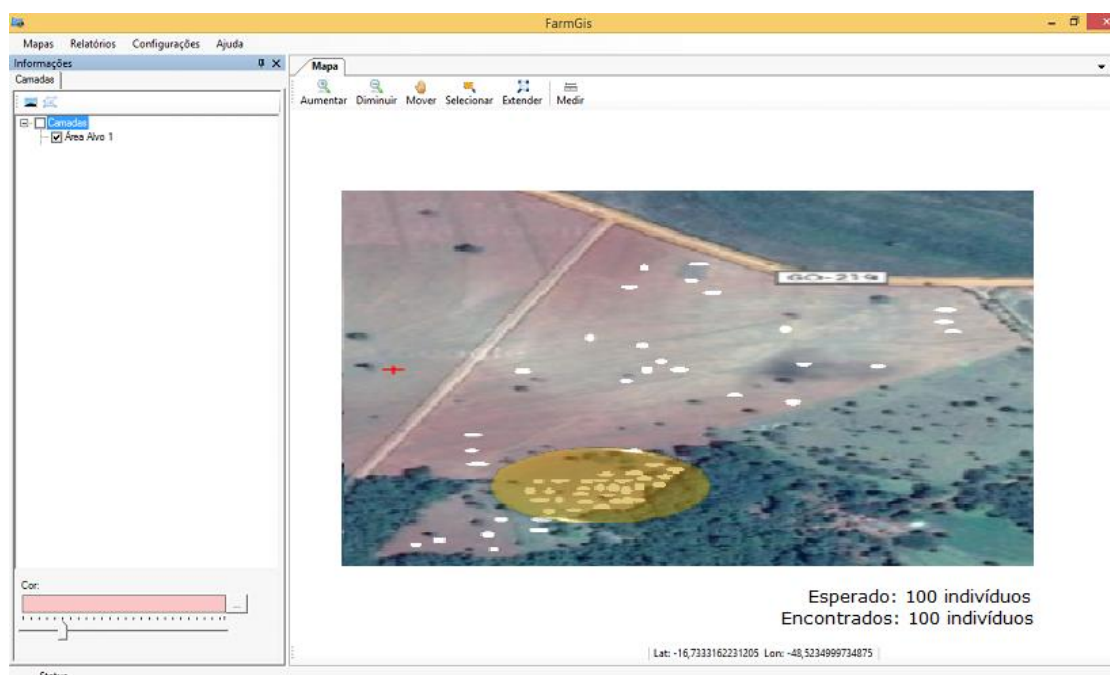 FarmGis
Mapas Relatórios Configurações Ajuda
Informações
Camadas
Camadas
Área Alvo 1
Mapa
Aumentar Diminuir Mover Selecionar Extender Medir
GO-219
Cor:
...
Esperado: 100 indivíduos
Encontrados: 100 indivíduos
Lat: -16,7333162231205 Lon: -48,5234999734875